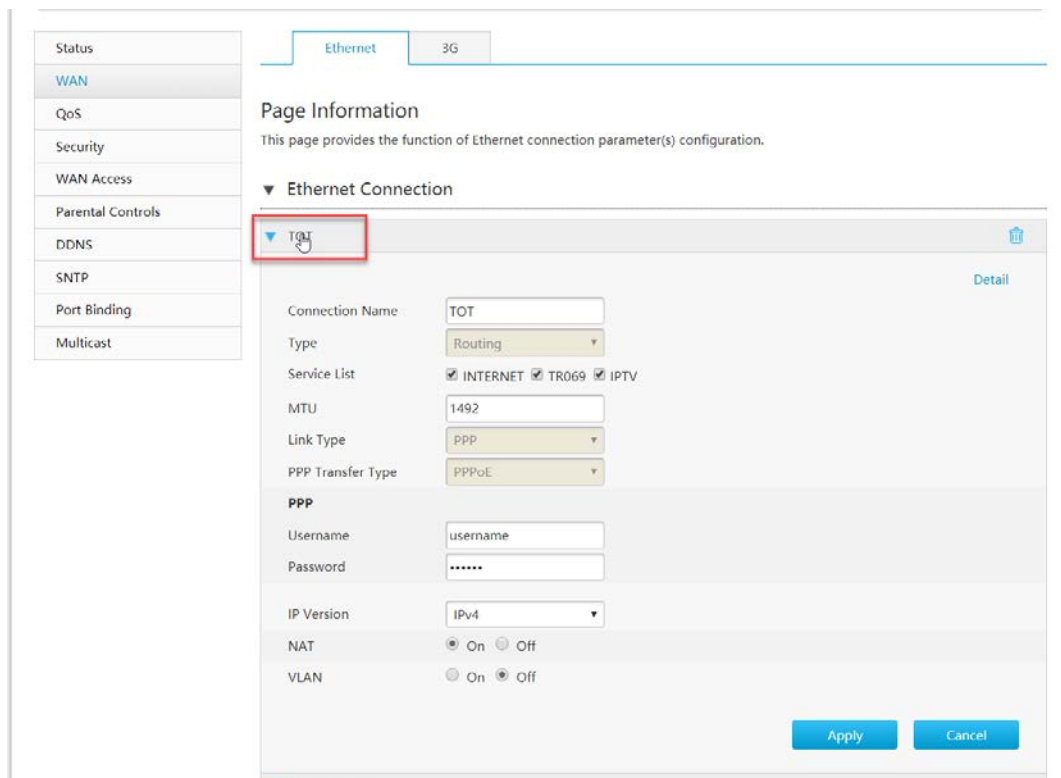 Status
WAN
QoS
Security
WAN Access
Parental Controls
DDNS
SNTP
Port Binding
Multicast
Ethernet 3G
Page Information
This page provides the function of Ethernet connection parameter(s) configuration.
▼ Ethernet Connection
▼ TOT
Detail
Connection Name TOT
Type Routing
Service List INTERNET TR069 IPTV
MTU 1492
Link Type PPP
PPP Transfer Type PPPoE
PPP
Username username
Password ••••••
IP Version IPv4
NAT On Off
VLAN On Off
Apply Cancel